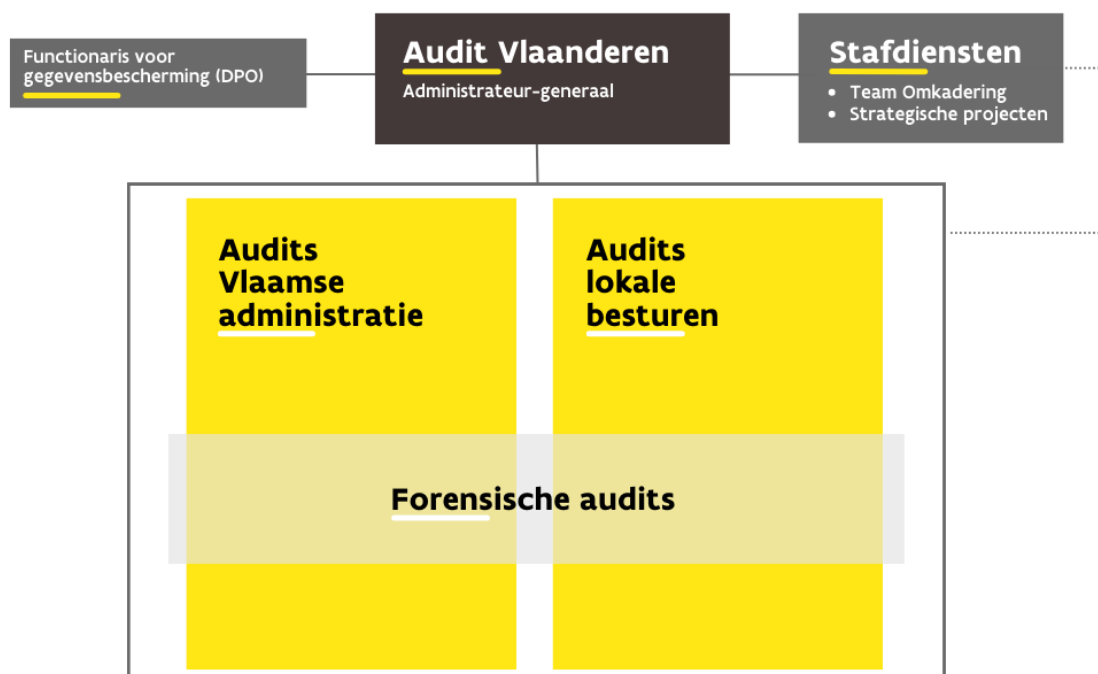 Functionaris voor
gegevensbescherming (DPO)
Audit Vlaanderen
Administrateur-generaal
Stafdiensten
• Team Omkadering
• Strategische projecten
Audits
Vlaamse
administratie
Audits
lokale
besturen
Forensische audits